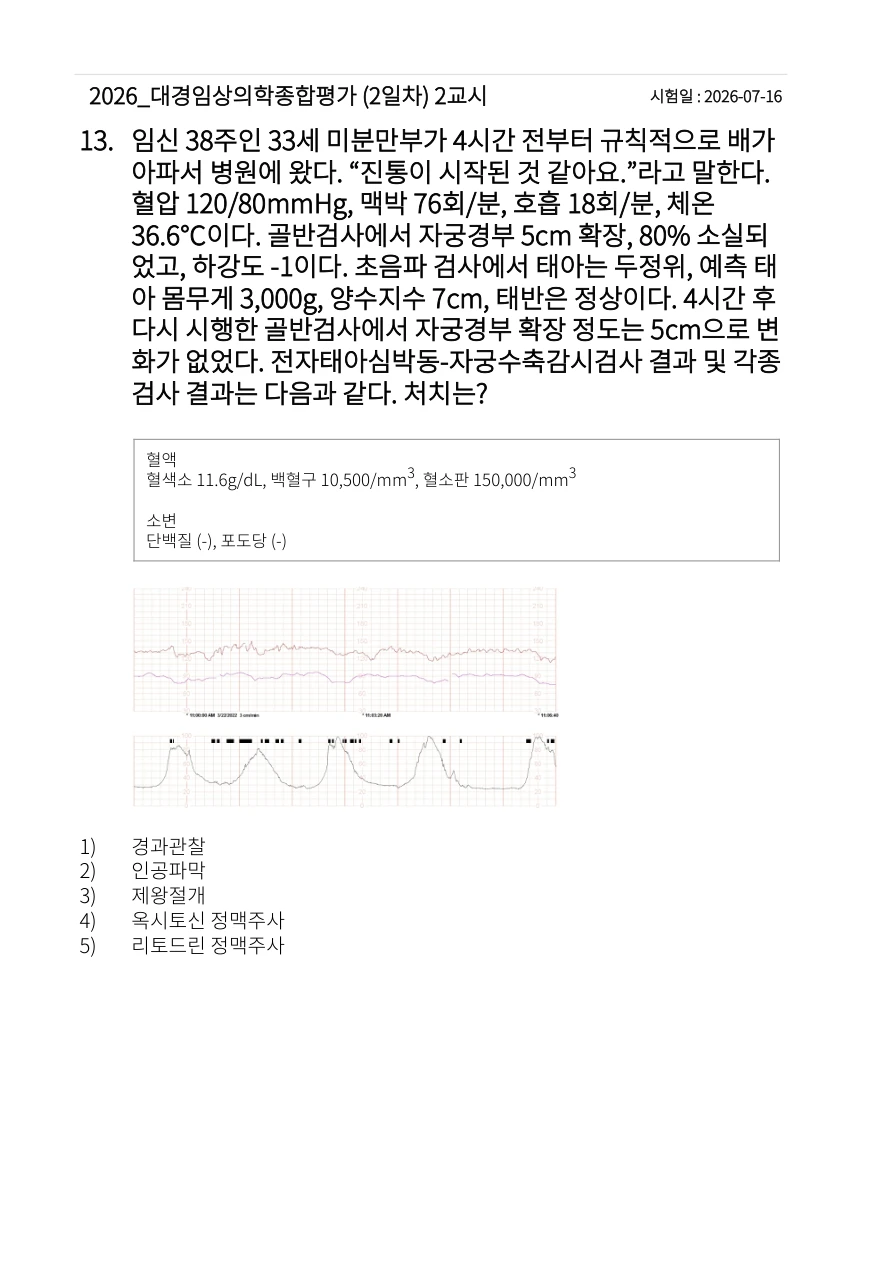 2026_대경임상의학종합평가 (2일차) 2교시
시험일 : 2026-07-16
13. 임신 38주인 33세 미분만부가 4시간 전부터 규칙적으로 배가
아파서 병원에 왔다. “진통이 시작된 것 같아요.”라고 말한다.
혈압 120/80mmHg, 맥박 76회/분, 호흡 18회/분, 체온
36.6℃이다. 골반검사에서 자궁경부 5cm 확장, 80% 소실되
었고, 하강도 -1이다. 초음파 검사에서 태아는 두정위, 예측 태
아 몸무게 3,000g, 양수지수 7cm, 태반은 정상이다. 4시간 후
다시 시행한 골반검사에서 자궁경부 확장 정도는 5cm으로 변
화가 없었다. 전자태아심박동-자궁수축감시검사 결과 및 각종
검사 결과는 다음과 같다. 처치는?
혈액
혈색소 11.6g/dL, 백혈구 10,500/mm³, 혈소판 150,000/mm³
소변
단백질 (-), 포도당 (-)
1) 경과관찰
2) 인공파막
3) 제왕절개
4) 옥시토신 정맥주사
5) 리토드린 정맥주사